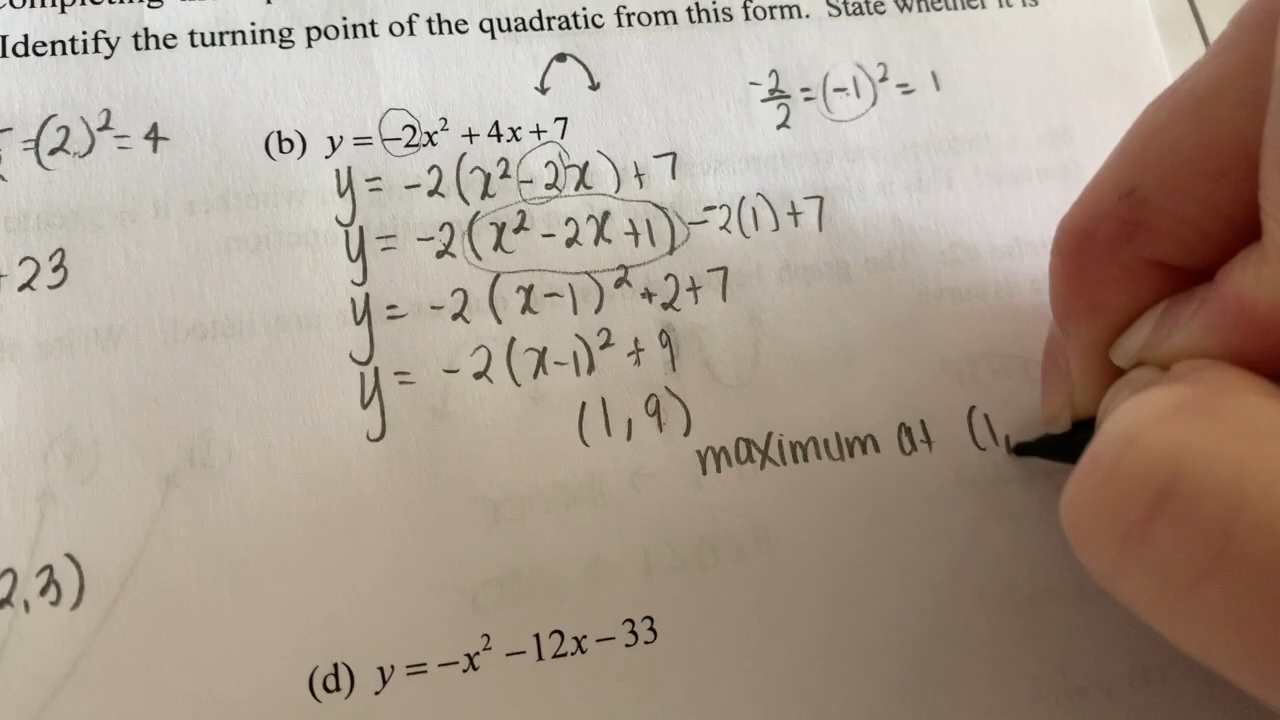 Identify the turning point of the quadratic from this form. State whether it is
=(2)² = 4
-2/2 = (-1)² = 1
(b) y = -2x² + 4x + 7
y = -2(x² - 2x) + 7
y = -2(x² - 2x + 1) - -2(1) + 7
23
y = -2(x-1)² + 2 + 7
y = -2(x-1)² + 9
(1, 9)
maximum at (1,
2, 3)
(d) y = -x² - 12x - 33